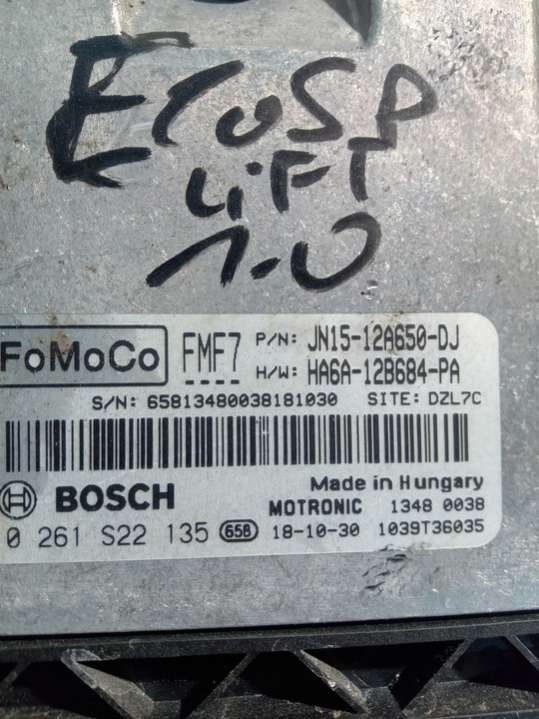 ECOSP
LIFT
1.0
FoMoCo FMF7 P/N: JN15-12A650-DJ
H/W: HA6A-12B684-PA
S/N: 65813480038181030 SITE: DZL7C
BOSCH Made in Hungary
MOTRONIC 1348 0038
0 261 S22 135 658 18-10-30 1039T36035